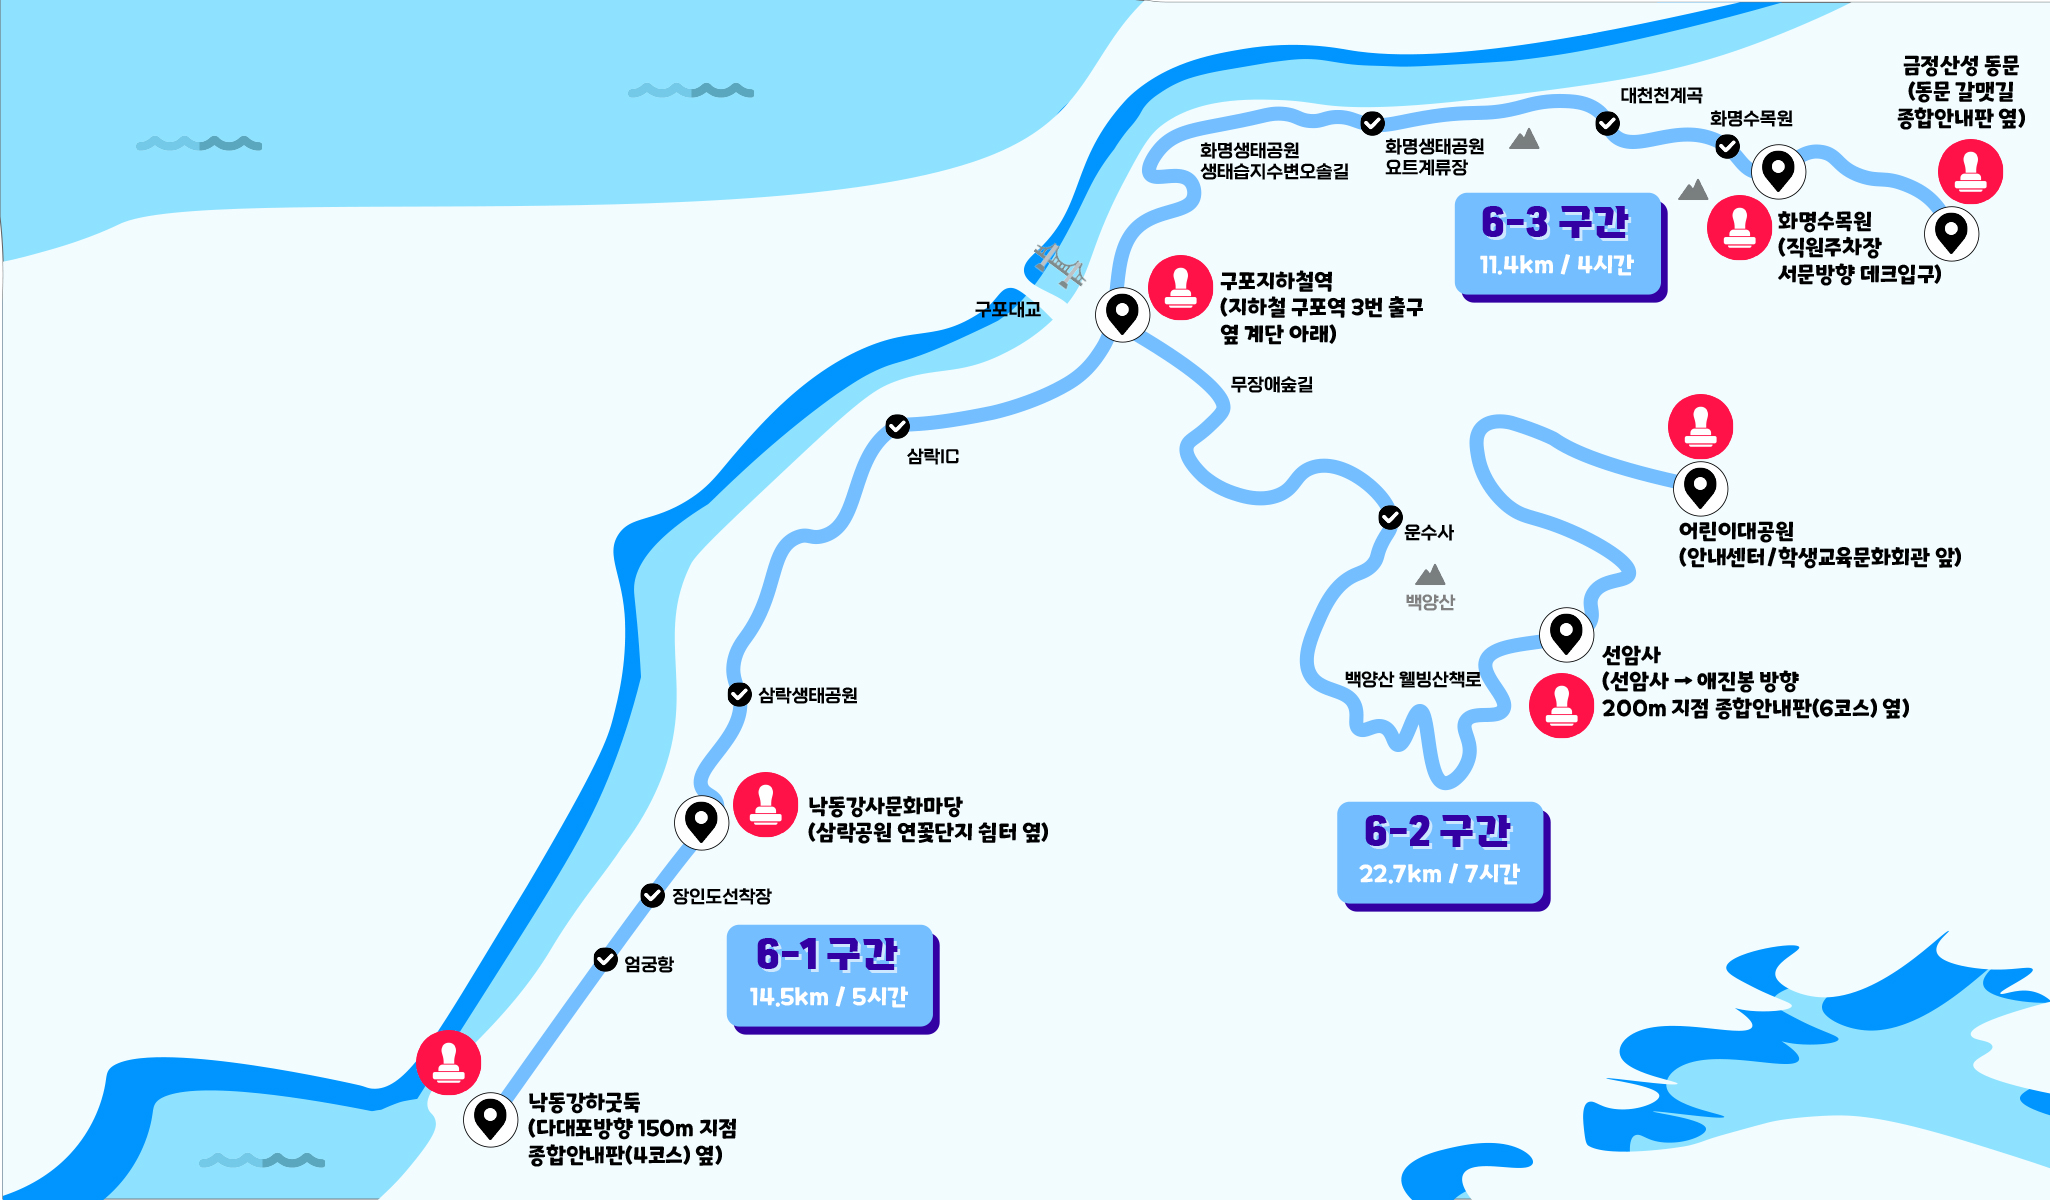 금정산성 동문
(동문 갈맷길
종합안내판 옆)
대천천계곡
화명수목원
화명생태공원
생태습지수변오솔길
화명생태공원
요트계류장
6-3 구간
11.4km / 4시간
화명수목원
(직원주차장
서문방향 데크입구)
구포대교
구포지하철역
(지하철 구포역 3번 출구
옆 계단 아래)
무장애숲길
삼락IC
운수사
백양산
어린이대공원
(안내센터/학생교육문화회관 앞)
백양산 웰빙산책로
선암사
(선암사 → 애진봉 방향
200m 지점 종합안내판(6코스) 옆)
삼락생태공원
낙동강사문화마당
(삼락공원 연꽃단지 쉼터 옆)
6-2 구간
22.7km / 7시간
장인도선착장
엄궁항
6-1 구간
14.5km / 5시간
낙동강하굿둑
(다대포방향 150m 지점
종합안내판(4코스) 옆)